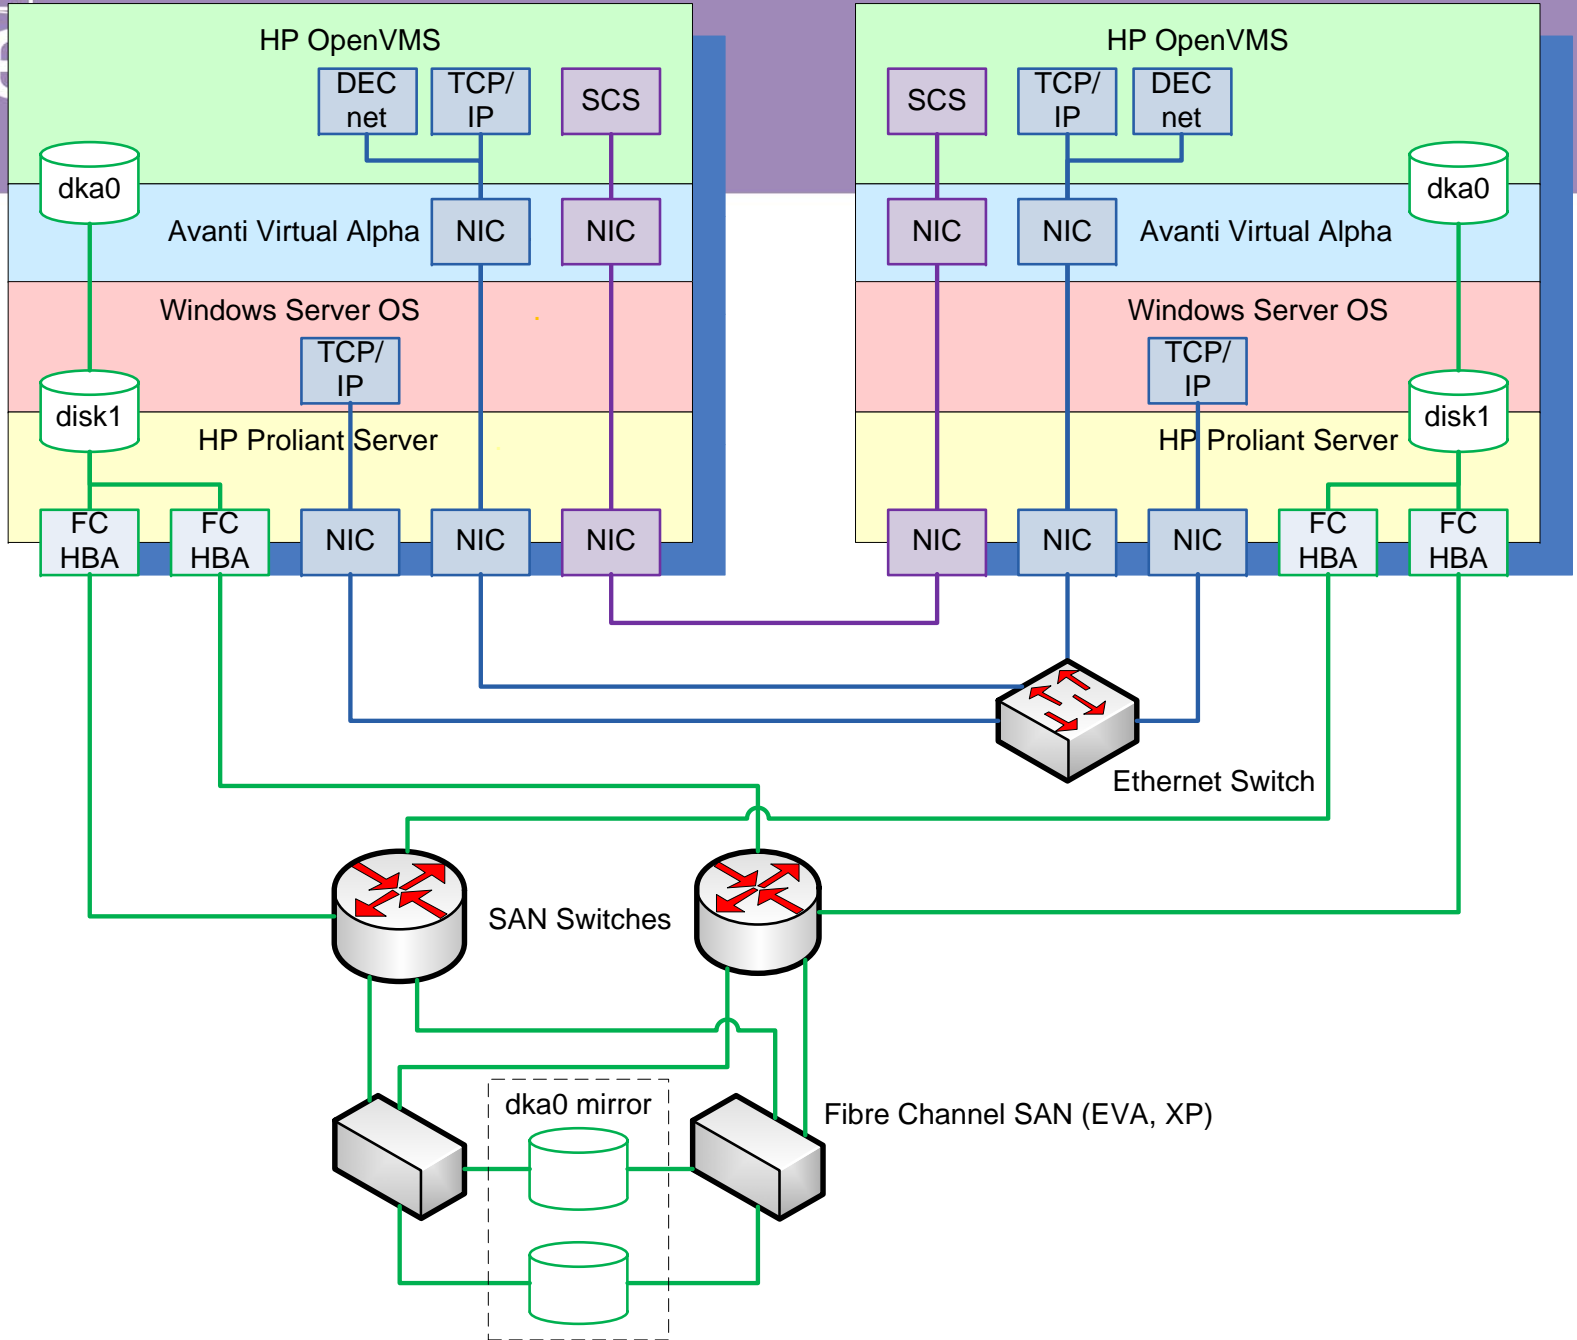 HP OpenVMS
DEC
net
TCP/
IP
SCS
dka0
Avanti Virtual Alpha
NIC
NIC
Windows Server OS
TCP/
IP
disk1
HP Proliant Server
FC
HBA
FC
HBA
NIC
NIC
NIC
HP OpenVMS
SCS
TCP/
IP
DEC
net
dka0
NIC
NIC
Avanti Virtual Alpha
Windows Server OS
TCP/
IP
disk1
HP Proliant Server
NIC
NIC
NIC
FC
HBA
FC
HBA
Ethernet Switch
SAN Switches
dka0 mirror
Fibre Channel SAN (EVA, XP)